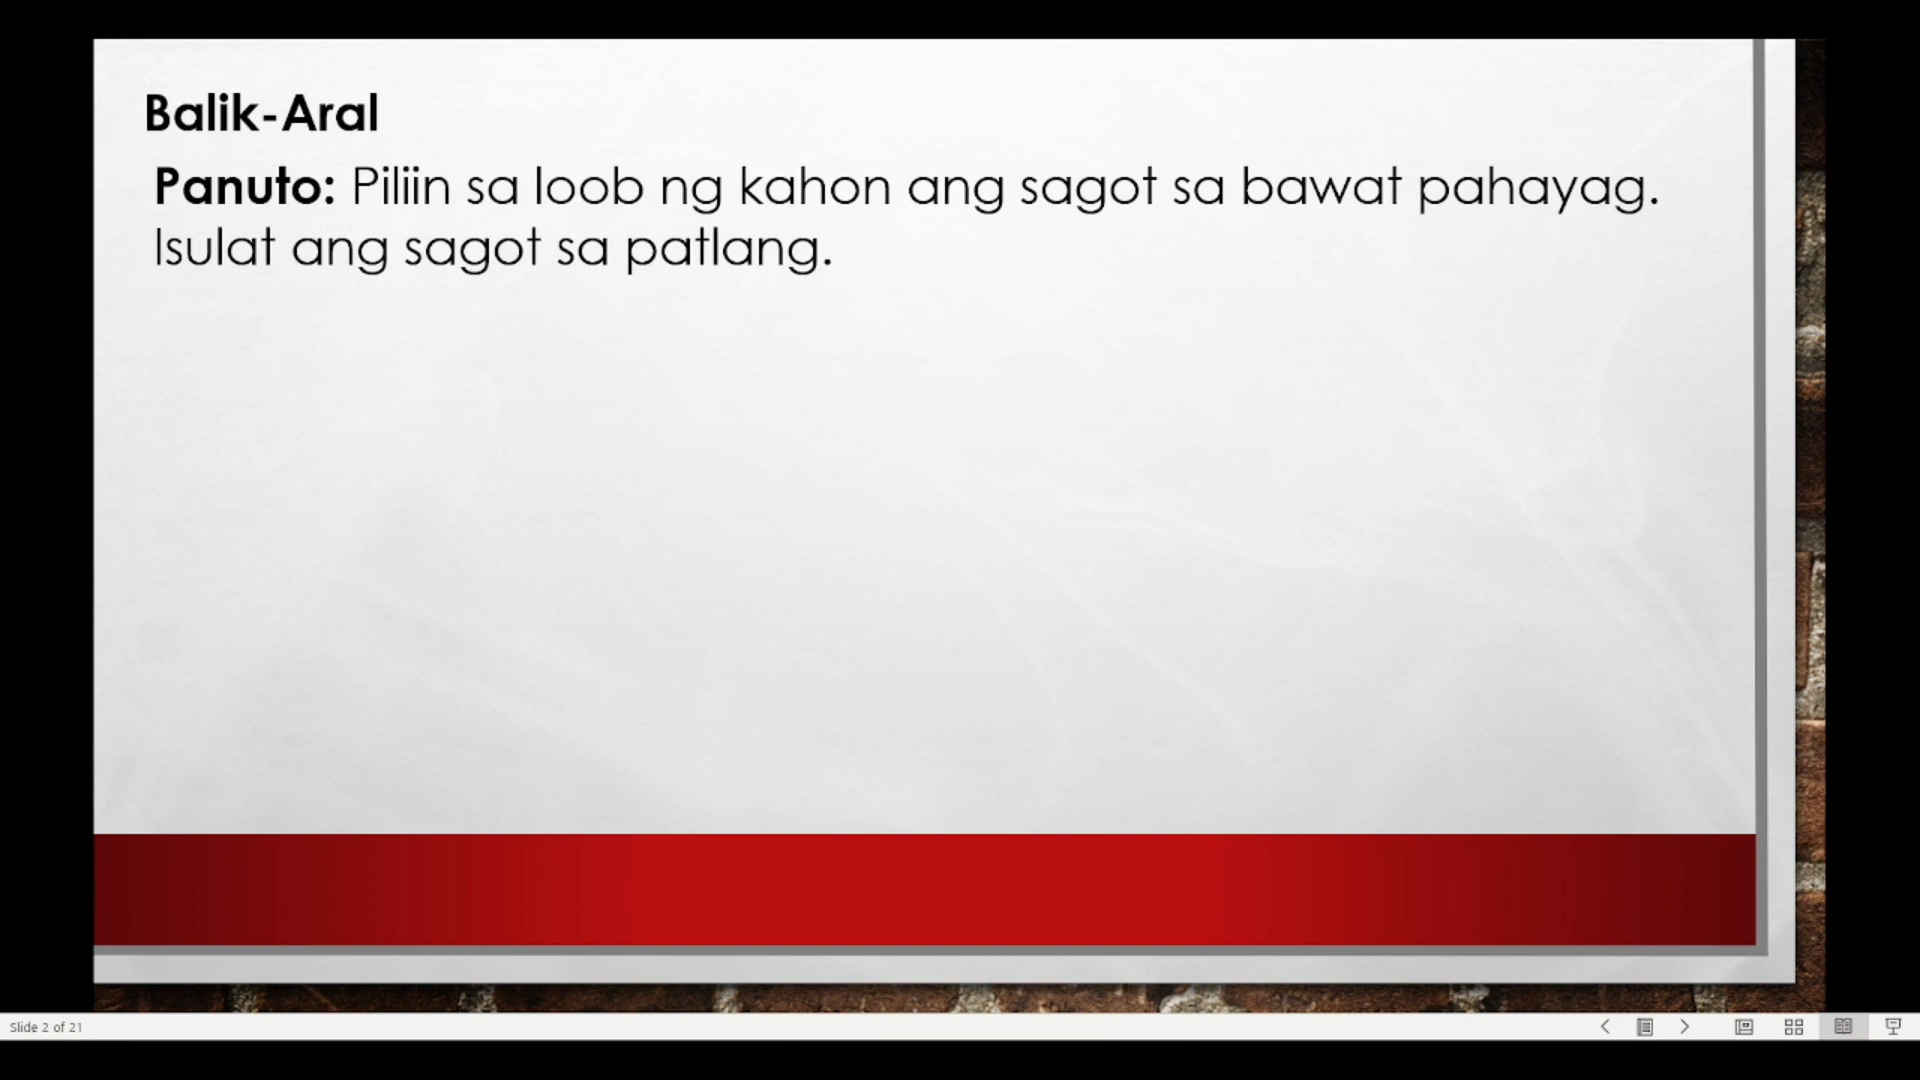 Balik-Aral
Panuto: Piliin sa loob ng kahon ang sagot sa bawat pahayag.
Isulat ang sagot sa patlang.
Slide 2 of 21